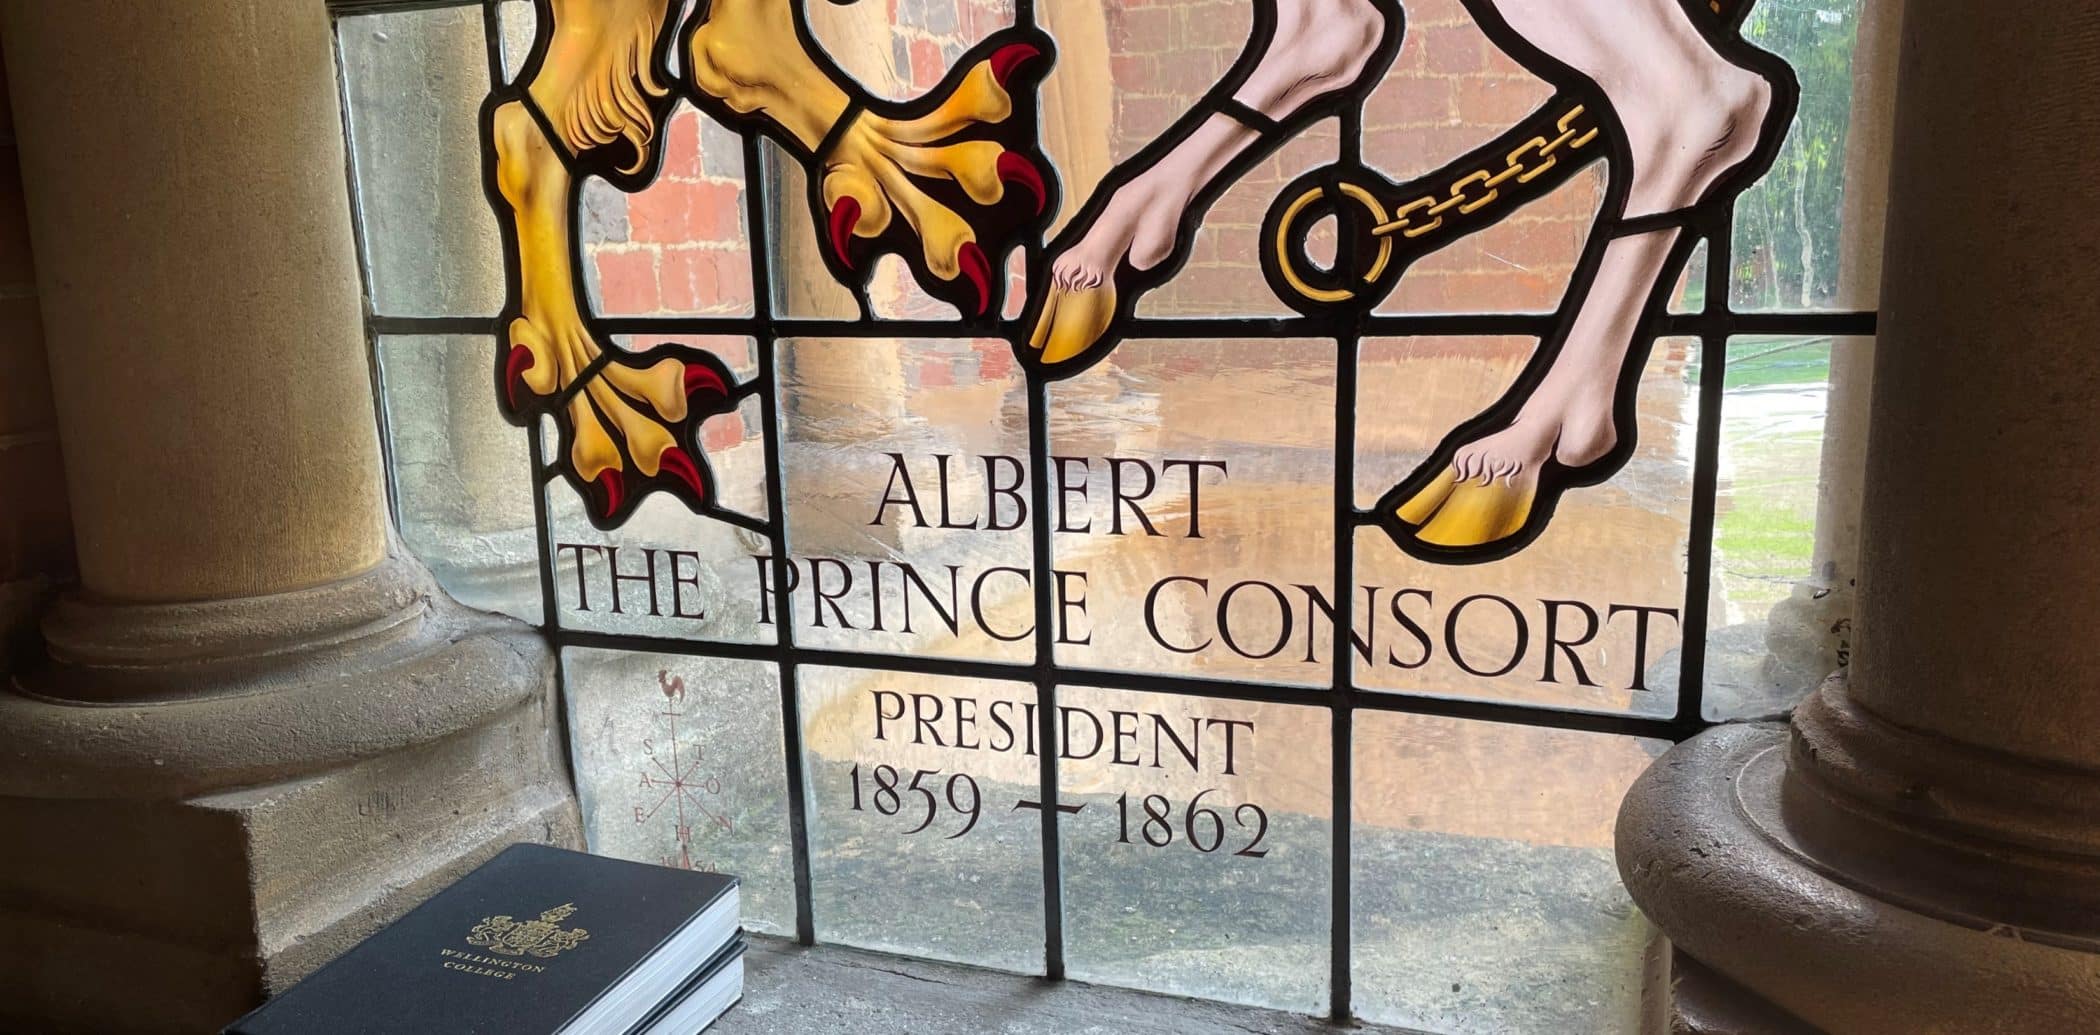 ALBERT
THE PRINCE CONSORT
PRESIDENT
1859 – 1862
S T
A O
E N
H
WELLINGTON
COLLEGE